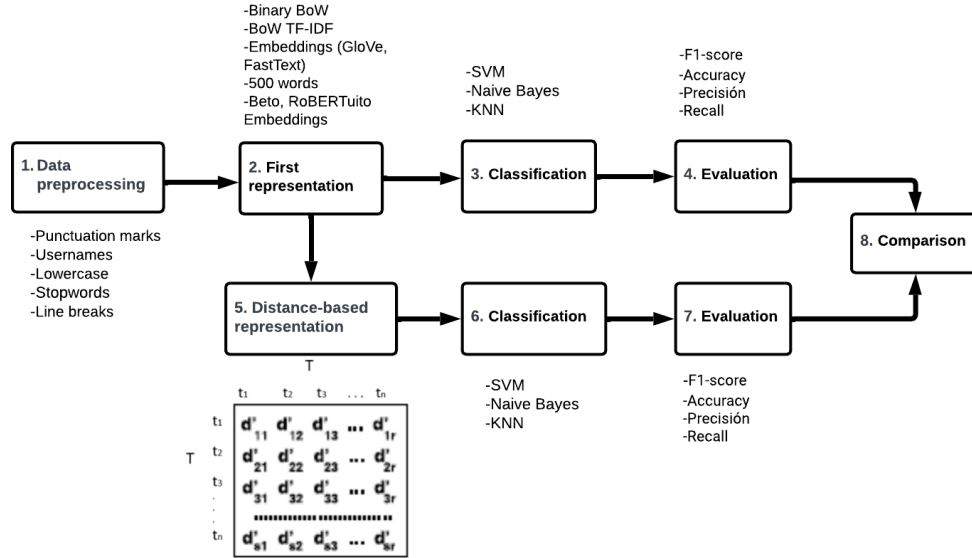 -Binary BoW
-BoW TF-IDF
-Embeddings (GloVe,
FastText)
-500 words
-Beto, RoBERTuito
Embeddings
-SVM
-Naive Bayes
-KNN
-F1-score
-Accuracy
-Precisión
-Recall
1. Data
preprocessing
2. First
representation
3. Classification
4. Evaluation
-Punctuation marks
-Usernames
-Lowercase
-Stopwords
-Line breaks
8. Comparison
5. Distance-based
representation
6. Classification
7. Evaluation
-SVM
-Naive Bayes
-KNN
-F1-score
-Accuracy
-Precisión
-Recall
T
t1 t2 t3 ... tn
T
t1 d'11 d'12 d'13 ... d'1r
t2 d'21 d'22 d'23 ... d'2r
t3 d'31 d'32 d'33 ... d'3r
.
.
tn d's1 d's2 d's3 ... d'sr